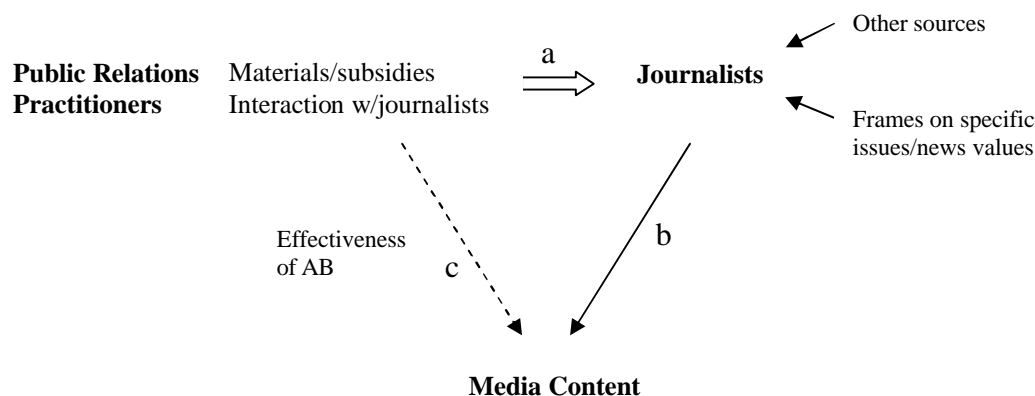 Other sources
a
Public Relations Materials/subsidies Journalists
Practitioners Interaction w/journalists
Frames on specific
issues/news values
Effectiveness
of AB
b
c
Media Content